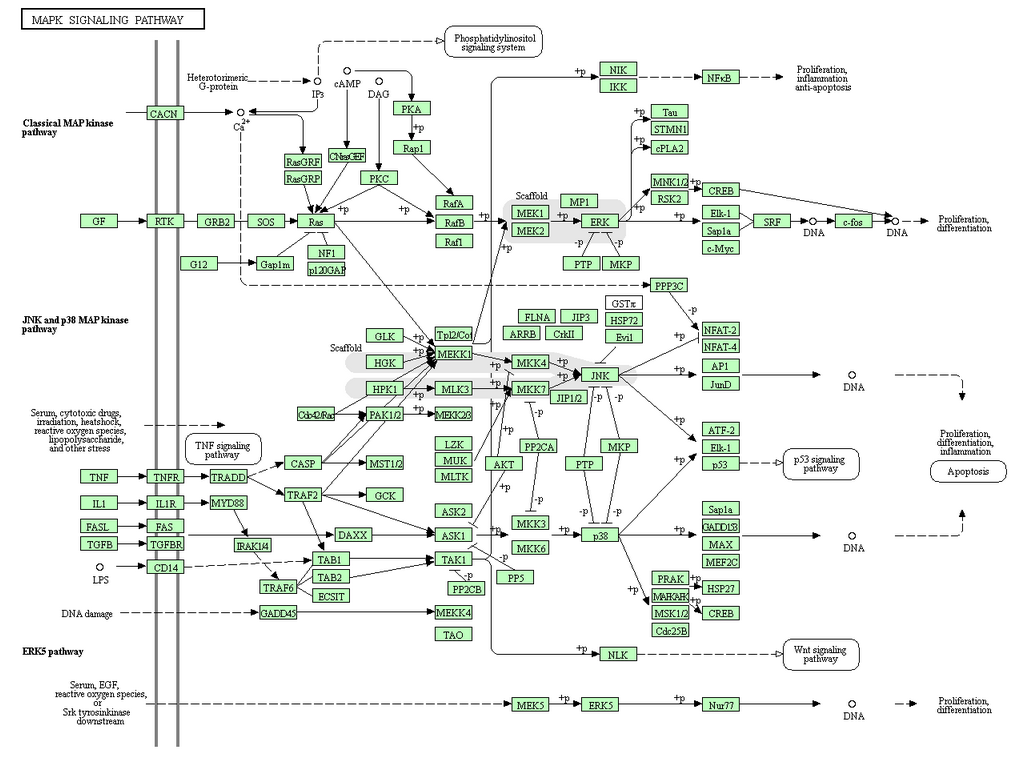 MAPK SIGNALING PATHWAY
Phosphatidylinositol
signaling system
Heterotrimeric
G-protein
IP3
cAMP
DAG
NIK
IKK
NFκB
Proliferation,
inflammation
anti-apoptosis
+p
CACN
Ca2+
PKA
+p
Rap1
Classical MAP kinase
pathway
RasGRF
RasGRP
CNrasGEF
PKC
Tau
STMN1
cPLA2
+p
+p
MNK1/2
RSK2
+p
CREB
+p
GF
RTK
GRB2
SOS
Ras
+p
+p
RafA
RafB
Raf1
+p
Scaffold
MEK1
MEK2
MP1
+p
ERK
+p
Elk-1
Sap1a
c-Myc
SRF
DNA
c-fos
DNA
Proliferation,
differentiation
G12
Gap1m
NF1
p120GAP
+p
-p
-p
PTP
MKP
PPP3C
-p
JNK and p38 MAP kinase
pathway
Scaffold
GLK
HGK
HPK1
+p
+p
+p
+p
Tpl2/Cot
MEKK1
MLK3
MEKK2/3
FLNA
JIP3
ARRB
CrkII
GSTπ
HSP72
Evi1
NFAT-2
NFAT-4
AP1
JunD
DNA
+p
+p
MKK4
MKK7
+p
+p
JNK
JIP1/2
+p
Cdc42/Rac
PAK1/2
+p
Serum, cytotoxic drugs,
irradiation, heatshock,
reactive oxygen species,
lipopolysaccharide,
and other stress
TNF signaling
pathway
LZK
MUK
MLTK
+p
-p
PP2CA
AKT
PTP
MKP
-p
-p
+p
ATF-2
Elk-1
p53
+p
p53 signaling
pathway
Proliferation,
differentiation,
inflammation
Apoptosis
TNF
TNFR
TRADD
CASP
MST1/2
IL1
IL1R
MYD88
TRAF2
GCK
FASL
FAS
DAXX
ASK2
ASK1
TGFB
TGFBR
IRAK1/4
TAB1
TAB2
ECSIT
TAK1
+p
-p
+p
MKK3
MKK6
+p
-p
-p
p38
+p
Sap1a
GADD153
MAX
MEF2C
DNA
LPS
CD14
TRAF6
-p
PP2CB
-p
PP5
+p
PRAK
MAPKAPK
MSK1/2
Cdc25B
+p
+p
HSP27
CREB
DNA damage
GADD45
MEKK4
TAO
+p
NLK
Wnt signaling
pathway
ERK5 pathway
Serum, EGF,
reactive oxygen species,
or
Srk tyrosinkinase
downstream
MEK5
+p
ERK5
+p
Nur77
DNA
Proliferation,
differentiation